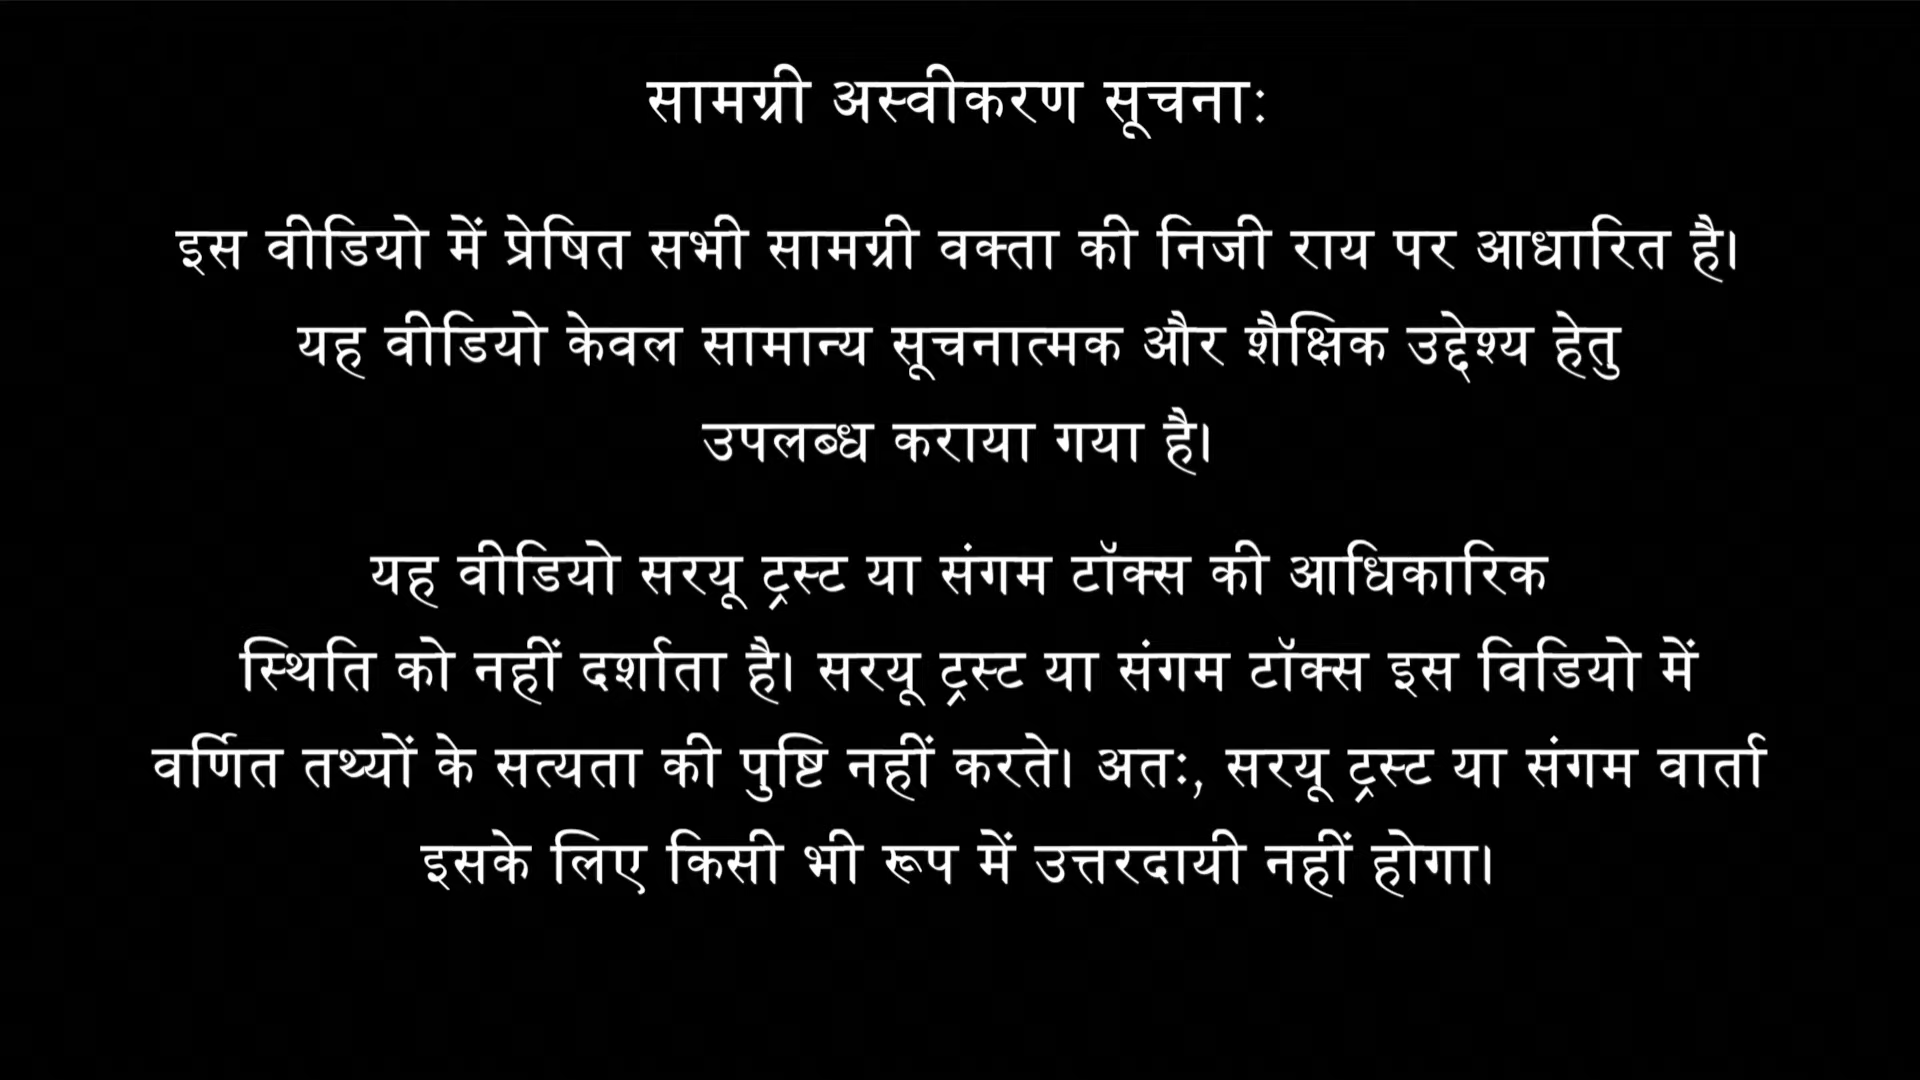 सामग्री अस्वीकरण सूचनाः
इस वीडियो में प्रेषित सभी सामग्री वक्ता की निजी राय पर आधारित है।
यह वीडियो केवल सामान्य सूचनात्मक और शैक्षिक उद्देश्य हेतु
उपलब्ध कराया गया है।
यह वीडियो सरयू ट्रस्ट या संगम टॉक्स की आधिकारिक
स्थिति को नहीं दर्शाता है। सरयू ट्रस्ट या संगम टॉक्स इस विडियो में
वर्णित तथ्यों के सत्यता की पुष्टि नहीं करते। अतः, सरयू ट्रस्ट या संगम वार्ता
इसके लिए किसी भी रूप में उत्तरदायी नहीं होगा।